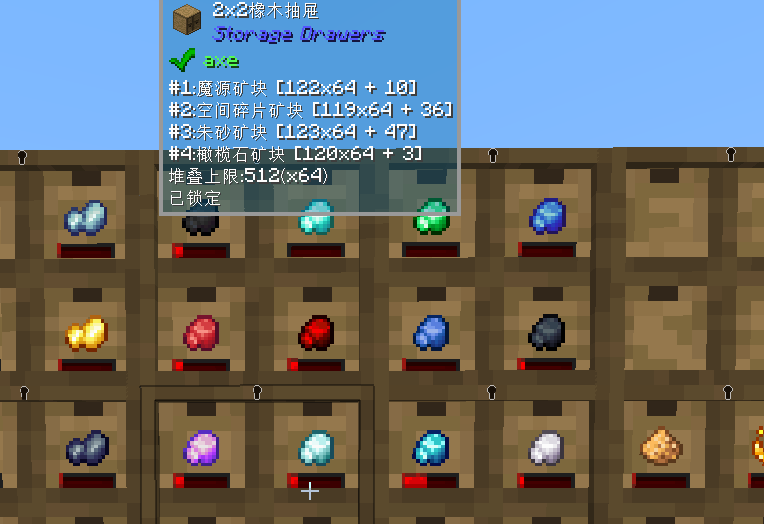 2x2橡木抽屉
Storage Drawers
axe
#1:魔源矿块 [122x64 + 10]
#2:空间碎片矿块 [119x64 + 36]
#3:朱砂矿块 [123x64 + 47]
#4:橄榄石矿块 [120x64 + 3]
堆叠上限:512(x64)
已锁定